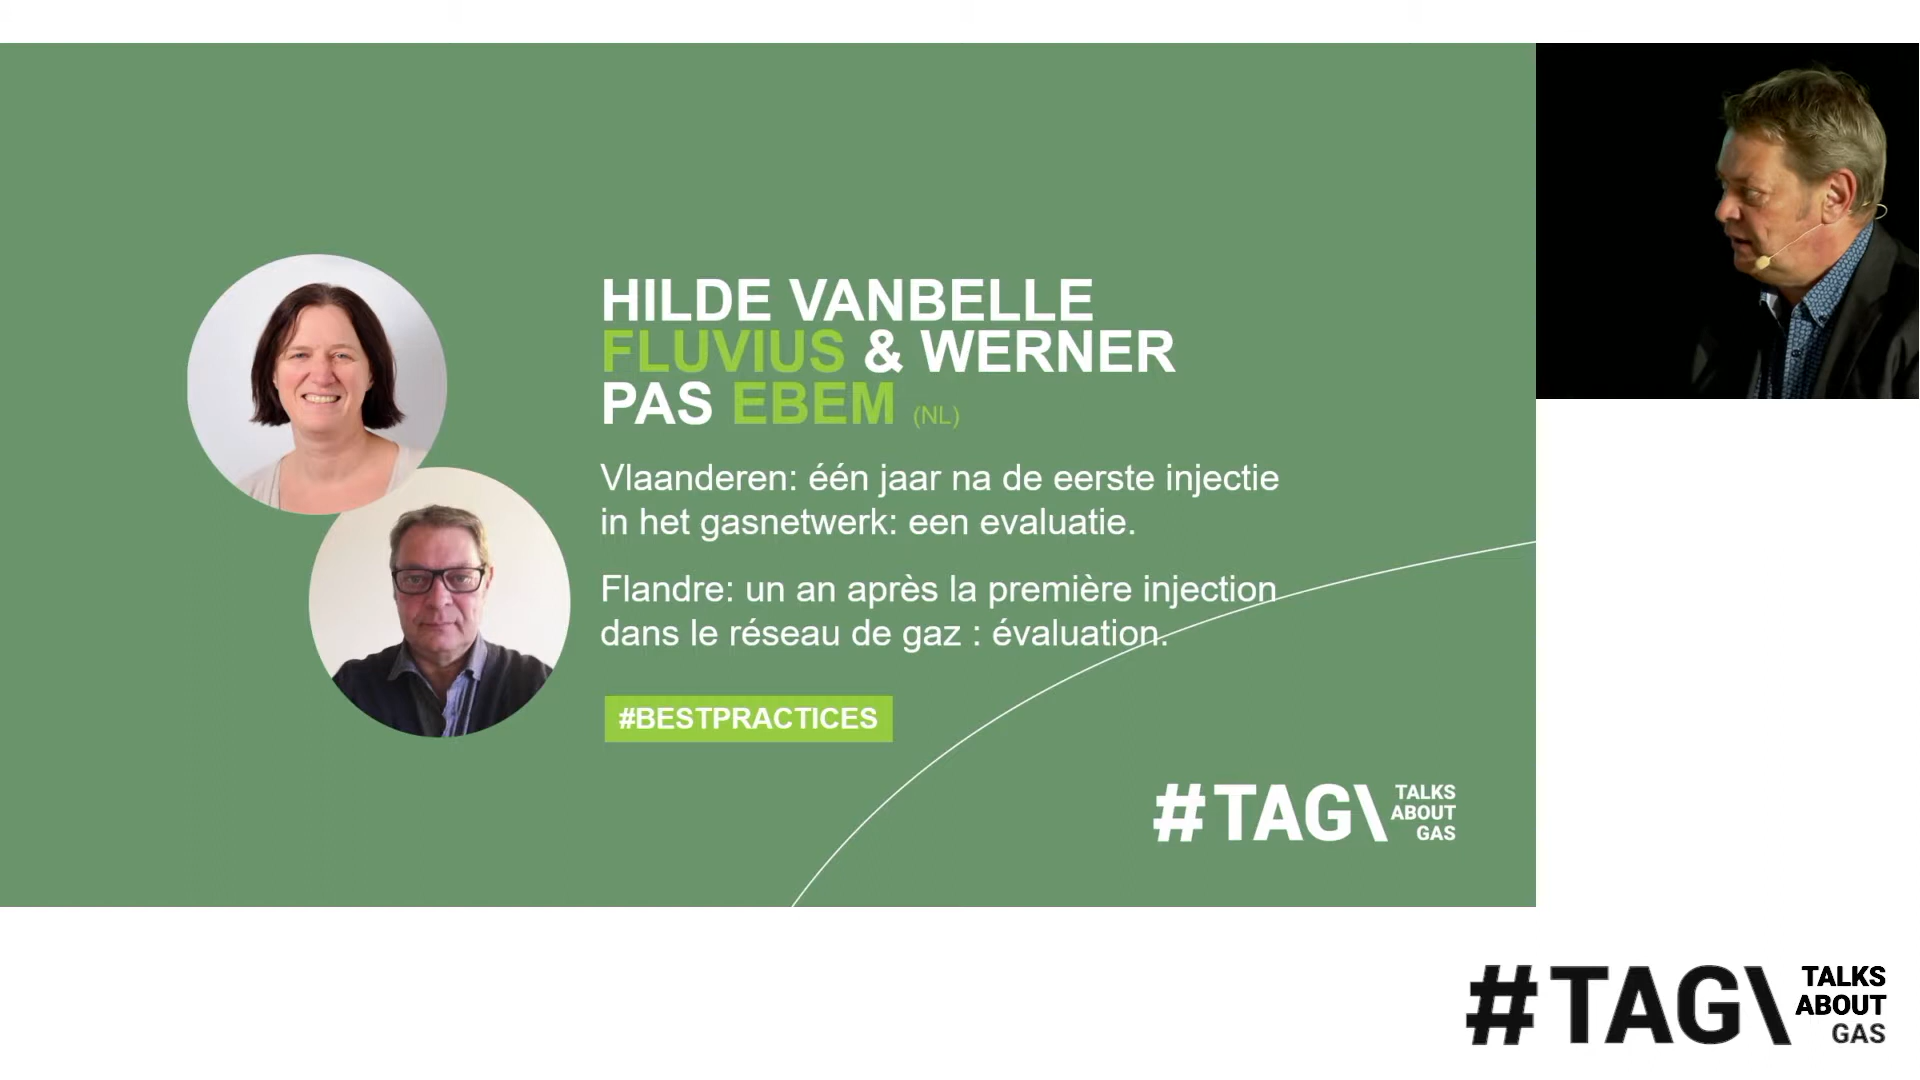 HILDE VANBELLE
FLUVIUS & WERNER
PAS EBEM (NL)
Vlaanderen: één jaar na de eerste injectie
in het gasnetwerk: een evaluatie.
Flandre: un an après la première injection
dans le réseau de gaz : évaluation.
#BESTPRACTICES
#TAG\
TALKS
ABOUT
GAS
#TAG\
TALKS
ABOUT
GAS